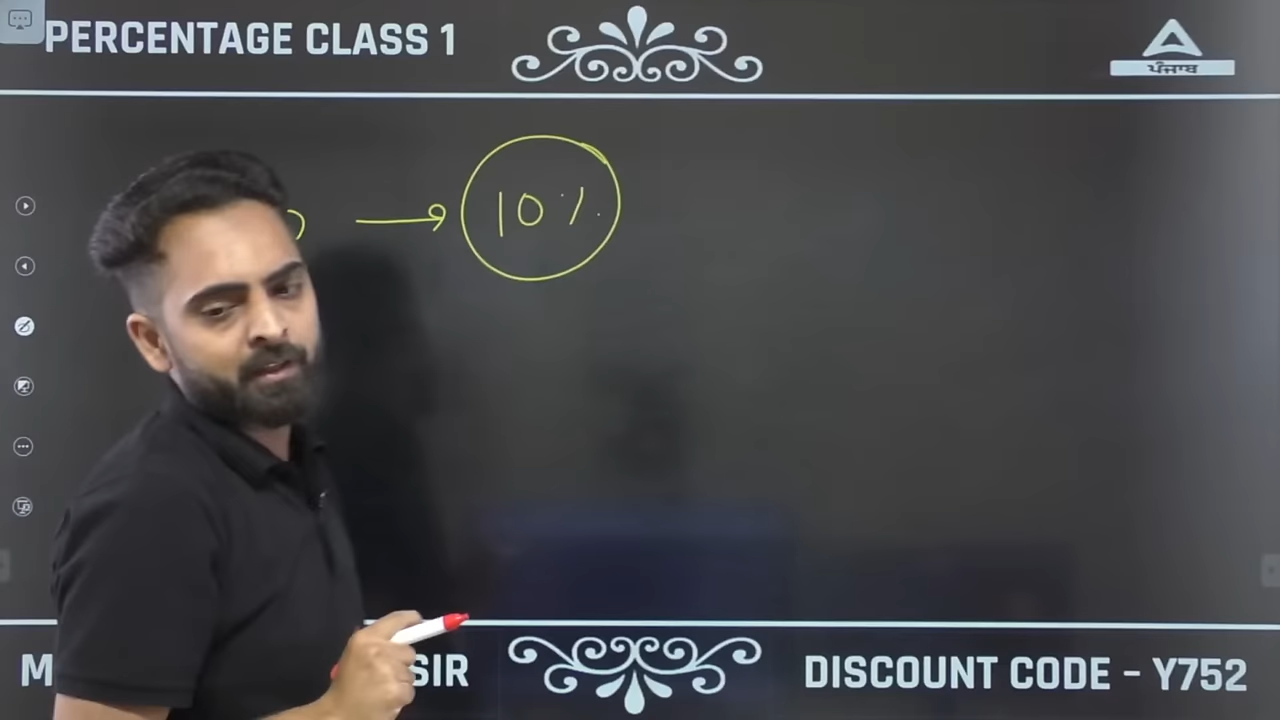 PERCENTAGE CLASS 1
ਪੰਜਾਬ
→ 10%
SIR
DISCOUNT CODE - Y752